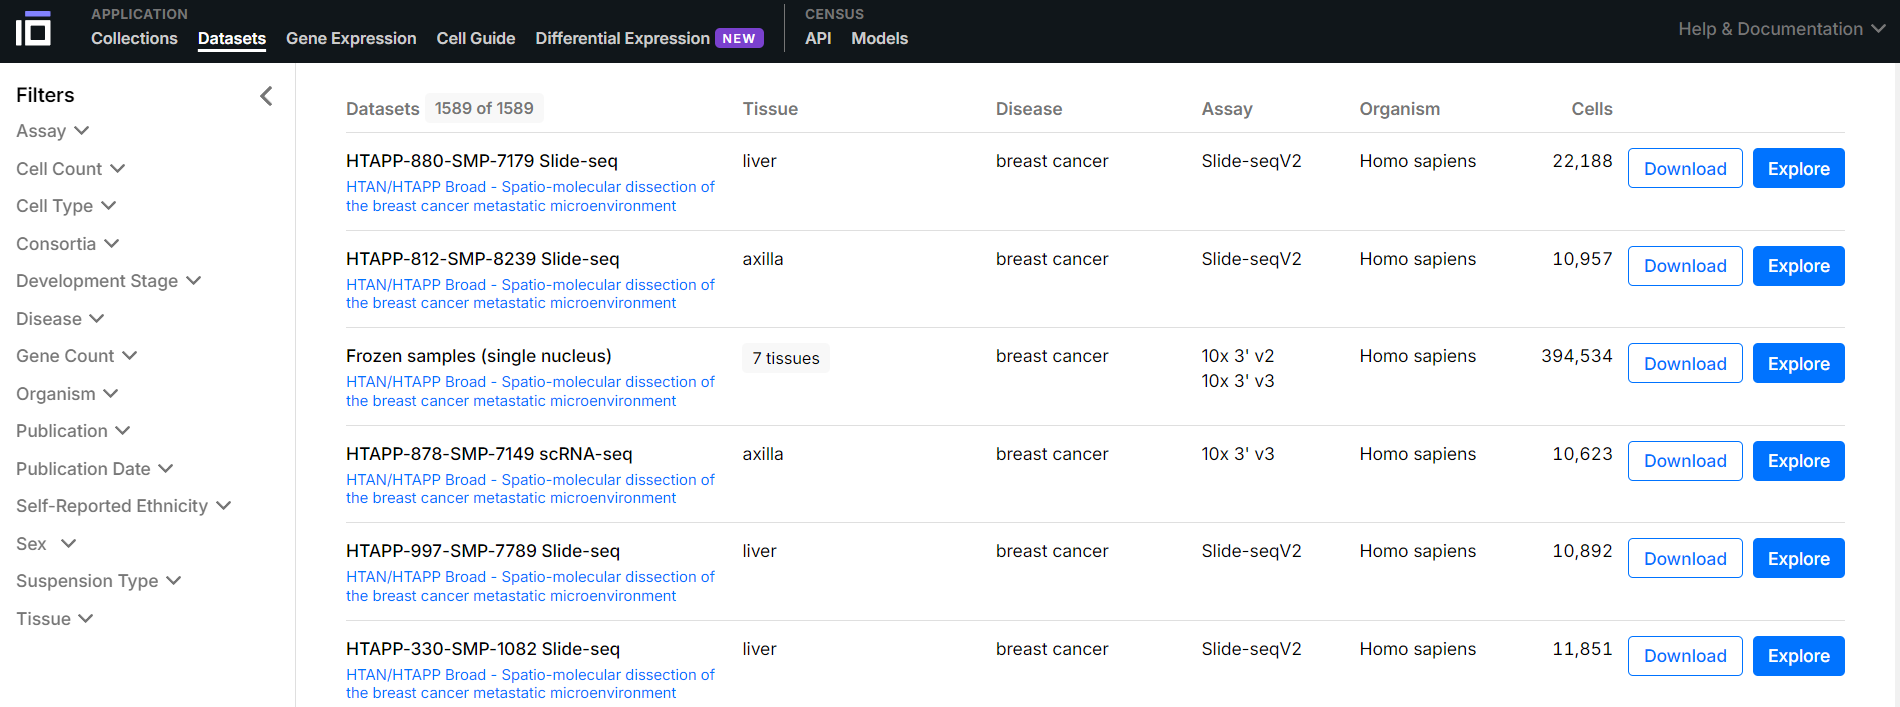 APPLICATION
Collections Datasets Gene Expression Cell Guide Differential Expression NEW
CENSUS
API Models
Help & Documentation
Filters
Assay
Cell Count
Cell Type
Consortia
Development Stage
Disease
Gene Count
Organism
Publication
Publication Date
Self-Reported Ethnicity
Sex
Suspension Type
Tissue
Datasets 1589 of 1589 Tissue Disease Assay Organism Cells
HTAPP-880-SMP-7179 Slide-seq liver breast cancer Slide-seqV2 Homo sapiens 22,188 Download Explore
HTAN/HTAPP Broad - Spatio-molecular dissection of
the breast cancer metastatic microenvironment
HTAPP-812-SMP-8239 Slide-seq axilla breast cancer Slide-seqV2 Homo sapiens 10,957 Download Explore
HTAN/HTAPP Broad - Spatio-molecular dissection of
the breast cancer metastatic microenvironment
Frozen samples (single nucleus) 7 tissues breast cancer 10x 3' v2 Homo sapiens 394,534 Download Explore
10x 3' v3
HTAN/HTAPP Broad - Spatio-molecular dissection of
the breast cancer metastatic microenvironment
HTAPP-878-SMP-7149 scRNA-seq axilla breast cancer 10x 3' v3 Homo sapiens 10,623 Download Explore
HTAN/HTAPP Broad - Spatio-molecular dissection of
the breast cancer metastatic microenvironment
HTAPP-997-SMP-7789 Slide-seq liver breast cancer Slide-seqV2 Homo sapiens 10,892 Download Explore
HTAN/HTAPP Broad - Spatio-molecular dissection of
the breast cancer metastatic microenvironment
HTAPP-330-SMP-1082 Slide-seq liver breast cancer Slide-seqV2 Homo sapiens 11,851 Download Explore
HTAN/HTAPP Broad - Spatio-molecular dissection of
the breast cancer metastatic microenvironment